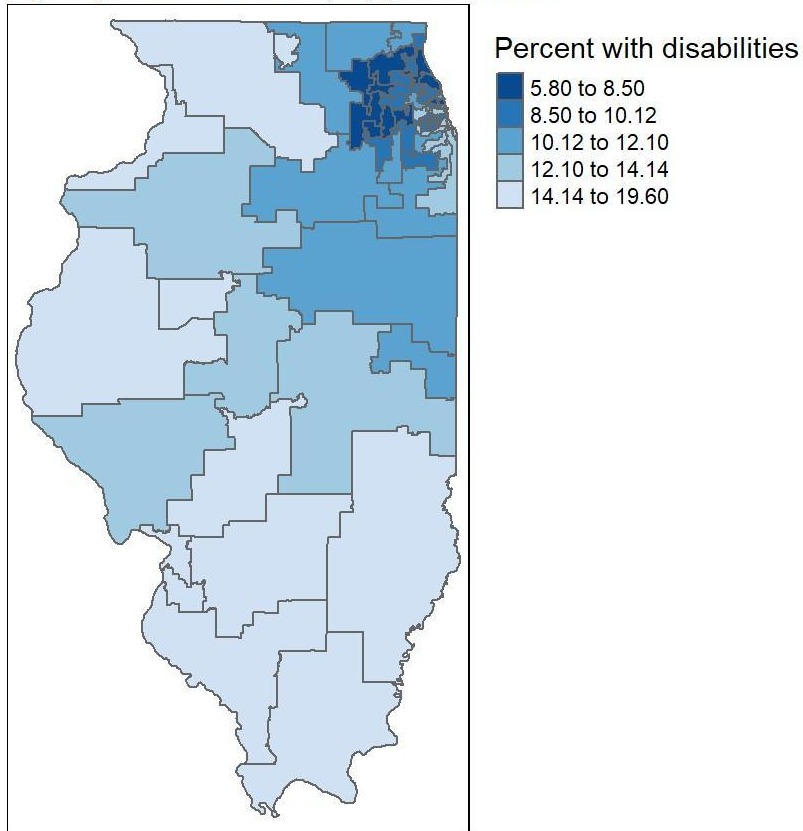 Percent with disabilities
5.80 to 8.50
8.50 to 10.12
10.12 to 12.10
12.10 to 14.14
14.14 to 19.60